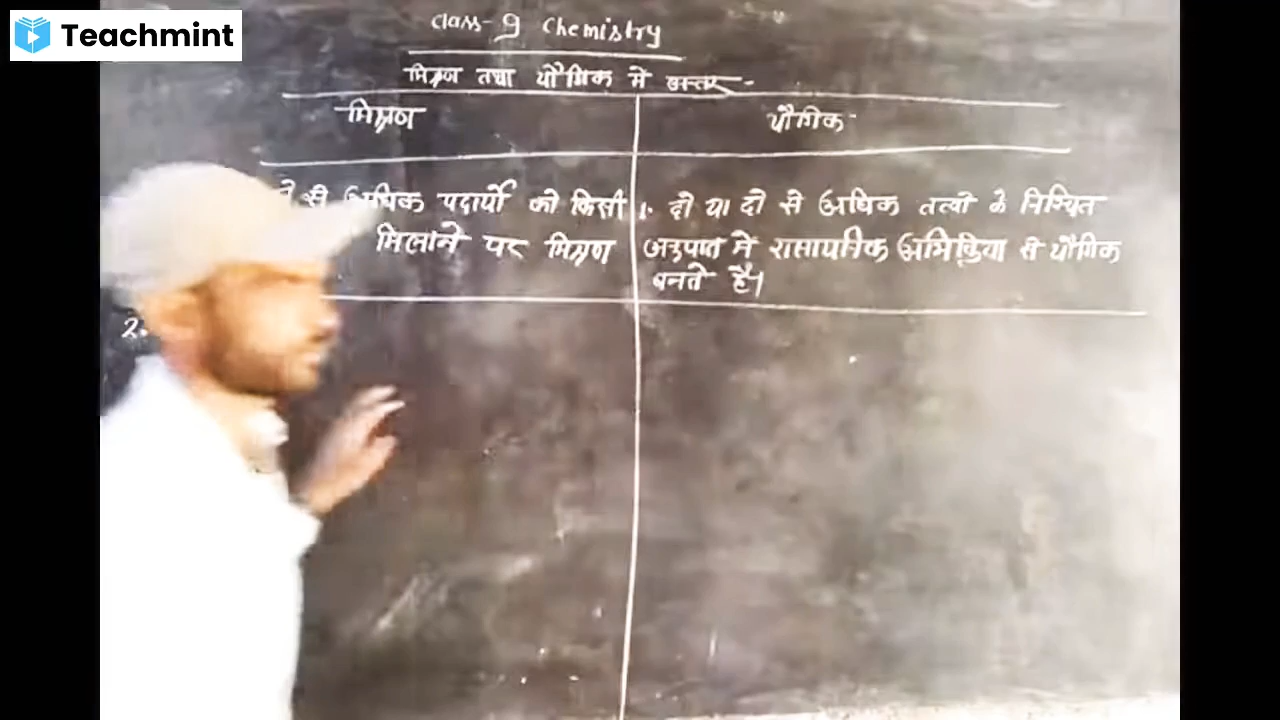 Teachmint
Class-9 Chemistry
मिश्रण तथा यौगिक में अन्तर-
मिश्रण
यौगिक
से अधिक पदार्थो को किसी
मिलाने पर मिश्रण
1. दो या दो से अधिक तत्वो के निश्चित
अनुपात में रासायनिक अभिक्रिया से यौगिक
बनते है।
2.